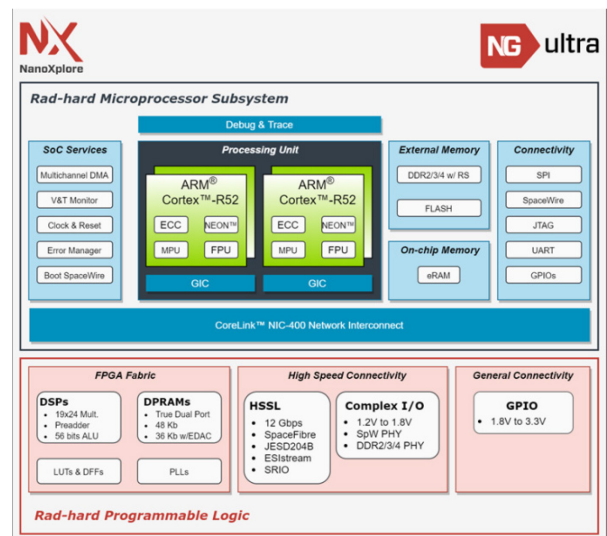 NX
NanoXplore
NG ultra
Rad-hard Microprocessor Subsystem
Debug & Trace
SoC Services
Multichannel DMA
V&T Monitor
Clock & Reset
Error Manager
Boot SpaceWire
Processing Unit
ARM®
Cortex™-R52
ECC
NEON™
MPU
FPU
GIC
ARM®
Cortex™-R52
ECC
NEON™
MPU
FPU
GIC
External Memory
DDR2/3/4 w/ RS
FLASH
On-chip Memory
eRAM
Connectivity
SPI
SpaceWire
JTAG
UART
GPIOs
CoreLink™ NIC-400 Network Interconnect
FPGA Fabric
DSPs
• 19x24 Mult.
• Preadder
• 56 bits ALU
DPRAMs
• True Dual Port
• 48 Kb
• 36 Kb w/EDAC
LUTs & DFFs
PLLs
High Speed Connectivity
HSSL
• 12 Gbps
• SpaceFibre
• JESD204B
• ESIstream
• SRIO
Complex I/O
• 1.2V to 1.8V
• SpW PHY
• DDR2/3/4 PHY
General Connectivity
GPIO
• 1.8V to 3.3V
Rad-hard Programmable Logic